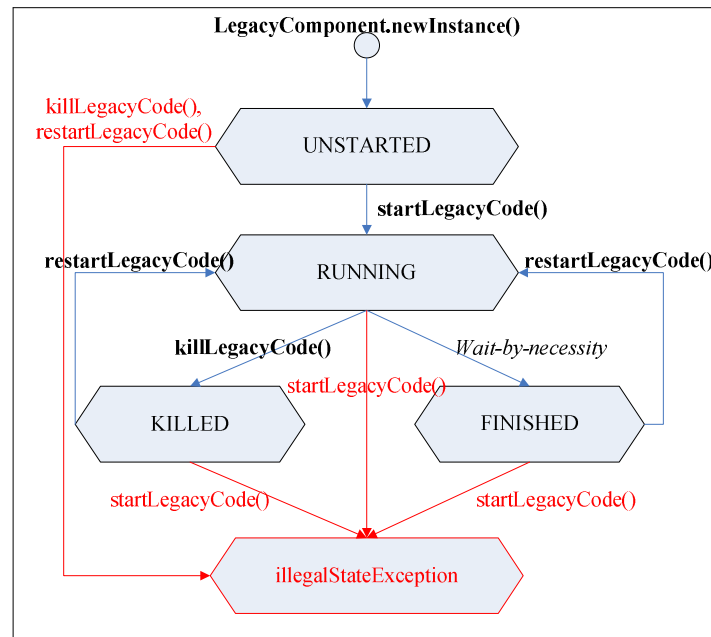 LegacyComponent.newInstance()
killLegacyCode(),
restartLegacyCode()
UNSTARTED
startLegacyCode()
restartLegacyCode()
RUNNING
restartLegacyCode()
killLegacyCode()
Wait-by-necessity
startLegacyCode()
KILLED
FINISHED
startLegacyCode()
startLegacyCode()
illegalStateException